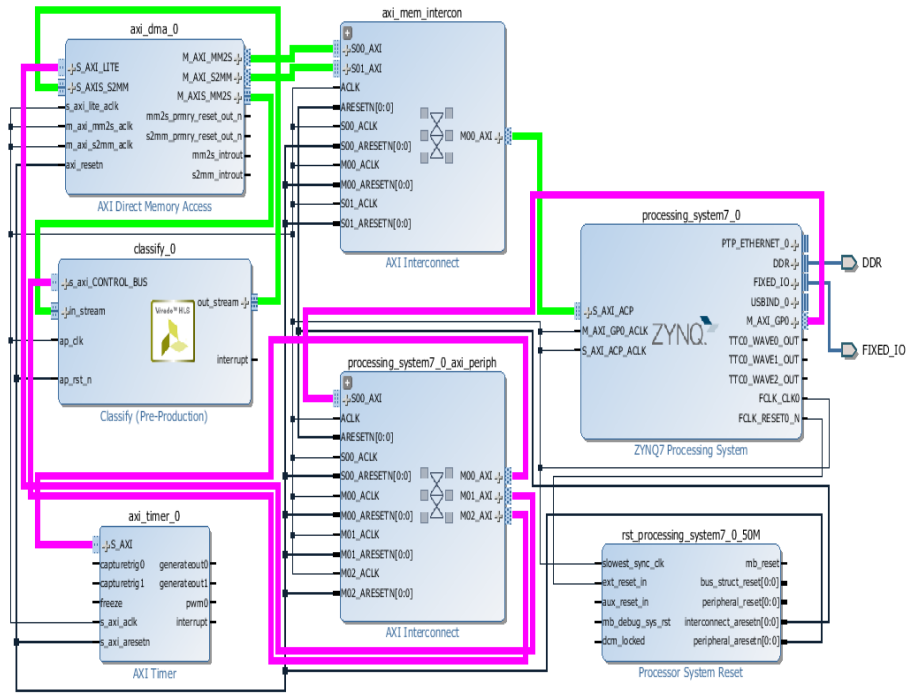 axi_dma_0
S_AXI_LITE
S_AXIS_S2MM
s_axi_lite_aclk
m_axi_mm2s_aclk
m_axi_s2mm_aclk
axi_resetn
M_AXI_MM2S
M_AXI_S2MM
M_AXIS_MM2S
mm2s_prmry_reset_out_n
s2mm_prmry_reset_out_n
mm2s_introut
s2mm_introut
AXI Direct Memory Access
axi_mem_intercon
S00_AXI
S01_AXI
ACLK
ARESETN[0:0]
S00_ACLK
S00_ARESETN[0:0]
M00_ACLK
M00_ARESETN[0:0]
S01_ACLK
S01_ARESETN[0:0]
M00_AXI
AXI Interconnect
classify_0
s_axi_CONTROL_BUS
in_stream
ap_clk
ap_rst_n
Vivado™ HLS
out_stream
interrupt
Classify (Pre-Production)
processing_system7_0
S_AXI_ACP
M_AXI_GP0_ACLK
S_AXI_ACP_ACLK
ZYNQ
PTP_ETHERNET_0
DDR
FIXED_IO
USBIND_0
M_AXI_GP0
TTC0_WAVE0_OUT
TTC0_WAVE1_OUT
TTC0_WAVE2_OUT
FCLK_CLK0
FCLK_RESET0_N
ZYNQ7 Processing System
DDR
FIXED_IO
processing_system7_0_axi_periph
S00_AXI
ACLK
ARESETN[0:0]
S00_ACLK
S00_ARESETN[0:0]
M00_ACLK
M00_ARESETN[0:0]
M01_ACLK
M01_ARESETN[0:0]
M02_ACLK
M02_ARESETN[0:0]
M00_AXI
M01_AXI
M02_AXI
AXI Interconnect
axi_timer_0
S_AXI
capturetrig0
capturetrig1
freeze
s_axi_aclk
s_axi_aresetn
generateout0
generateout1
pwm0
interrupt
AXI Timer
rst_processing_system7_0_50M
slowest_sync_clk
ext_reset_in
aux_reset_in
mb_debug_sys_rst
dcm_locked
mb_reset
bus_struct_reset[0:0]
peripheral_reset[0:0]
interconnect_aresetn[0:0]
peripheral_aresetn[0:0]
Processor System Reset